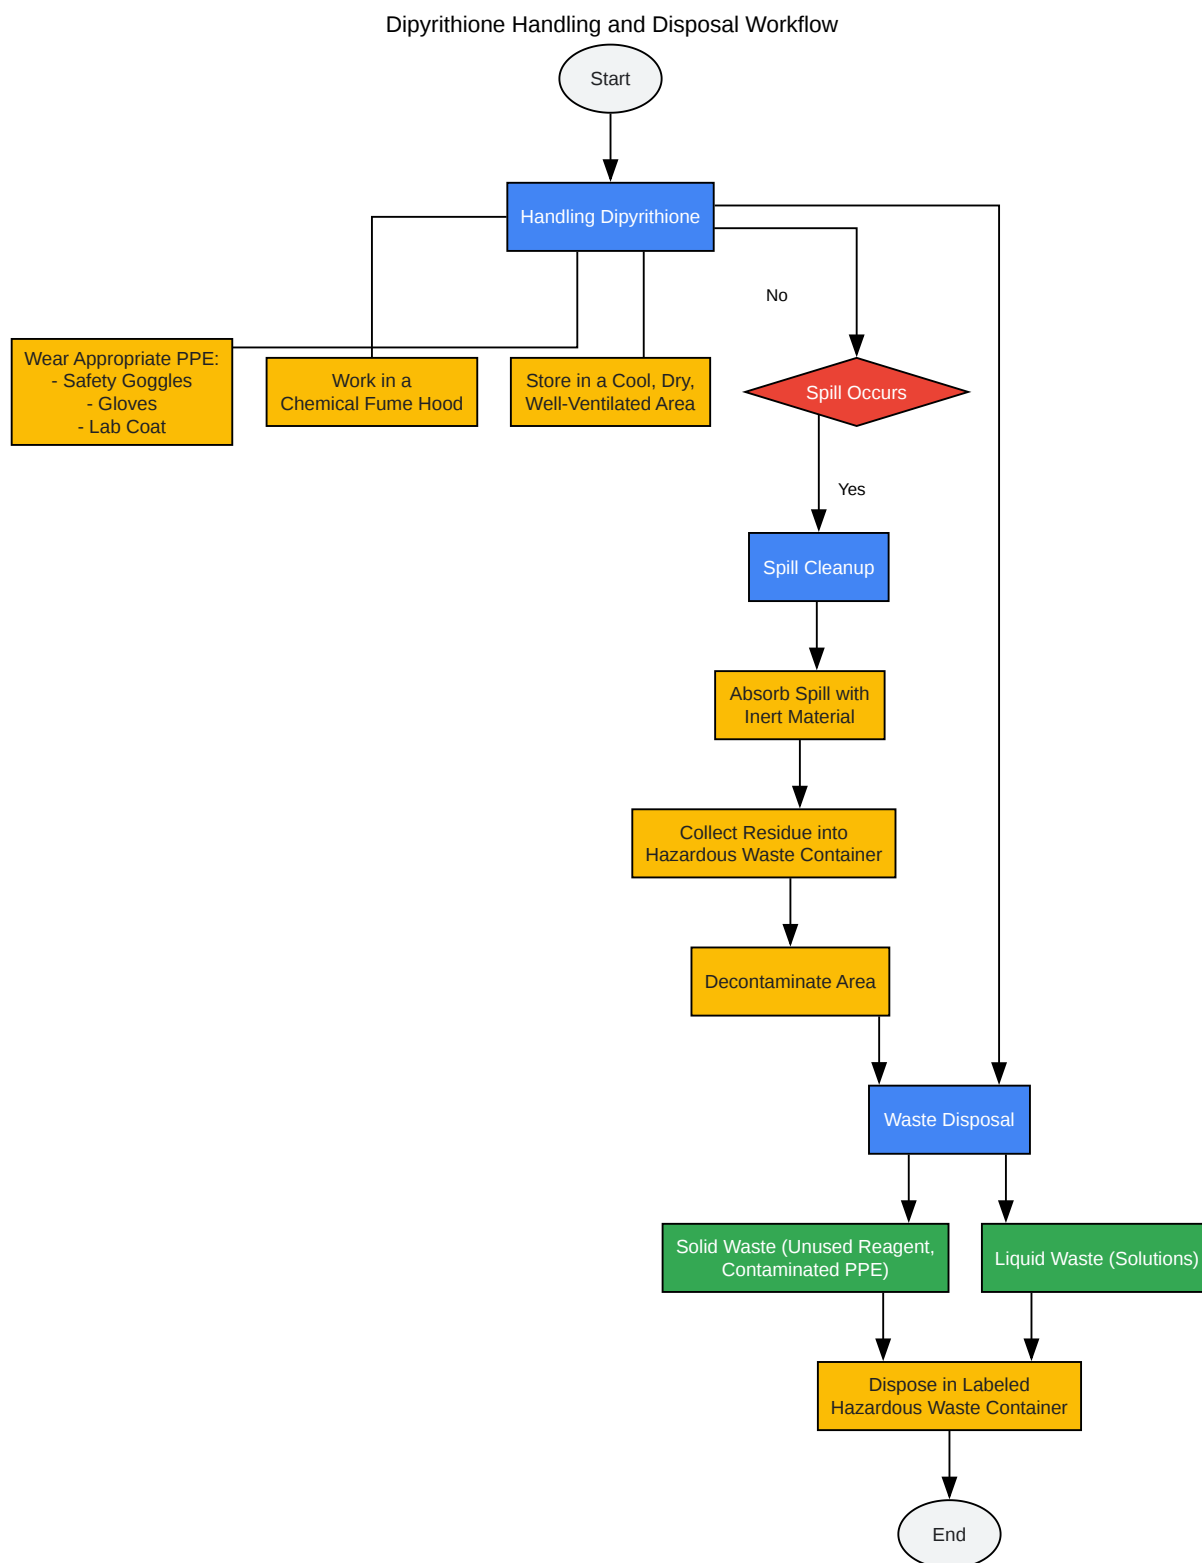 Dipyrithione Handling and Disposal Workflow
Start
Handling Dipyrithione
No
Wear Appropriate PPE:
- Safety Goggles
- Gloves
- Lab Coat
Work in a
Chemical Fume Hood
Store in a Cool, Dry,
Well-Ventilated Area
Spill Occurs
Yes
Spill Cleanup
Absorb Spill with
Inert Material
Collect Residue into
Hazardous Waste Container
Decontaminate Area
Waste Disposal
Solid Waste (Unused Reagent,
Contaminated PPE)
Liquid Waste (Solutions)
Dispose in Labeled
Hazardous Waste Container
End